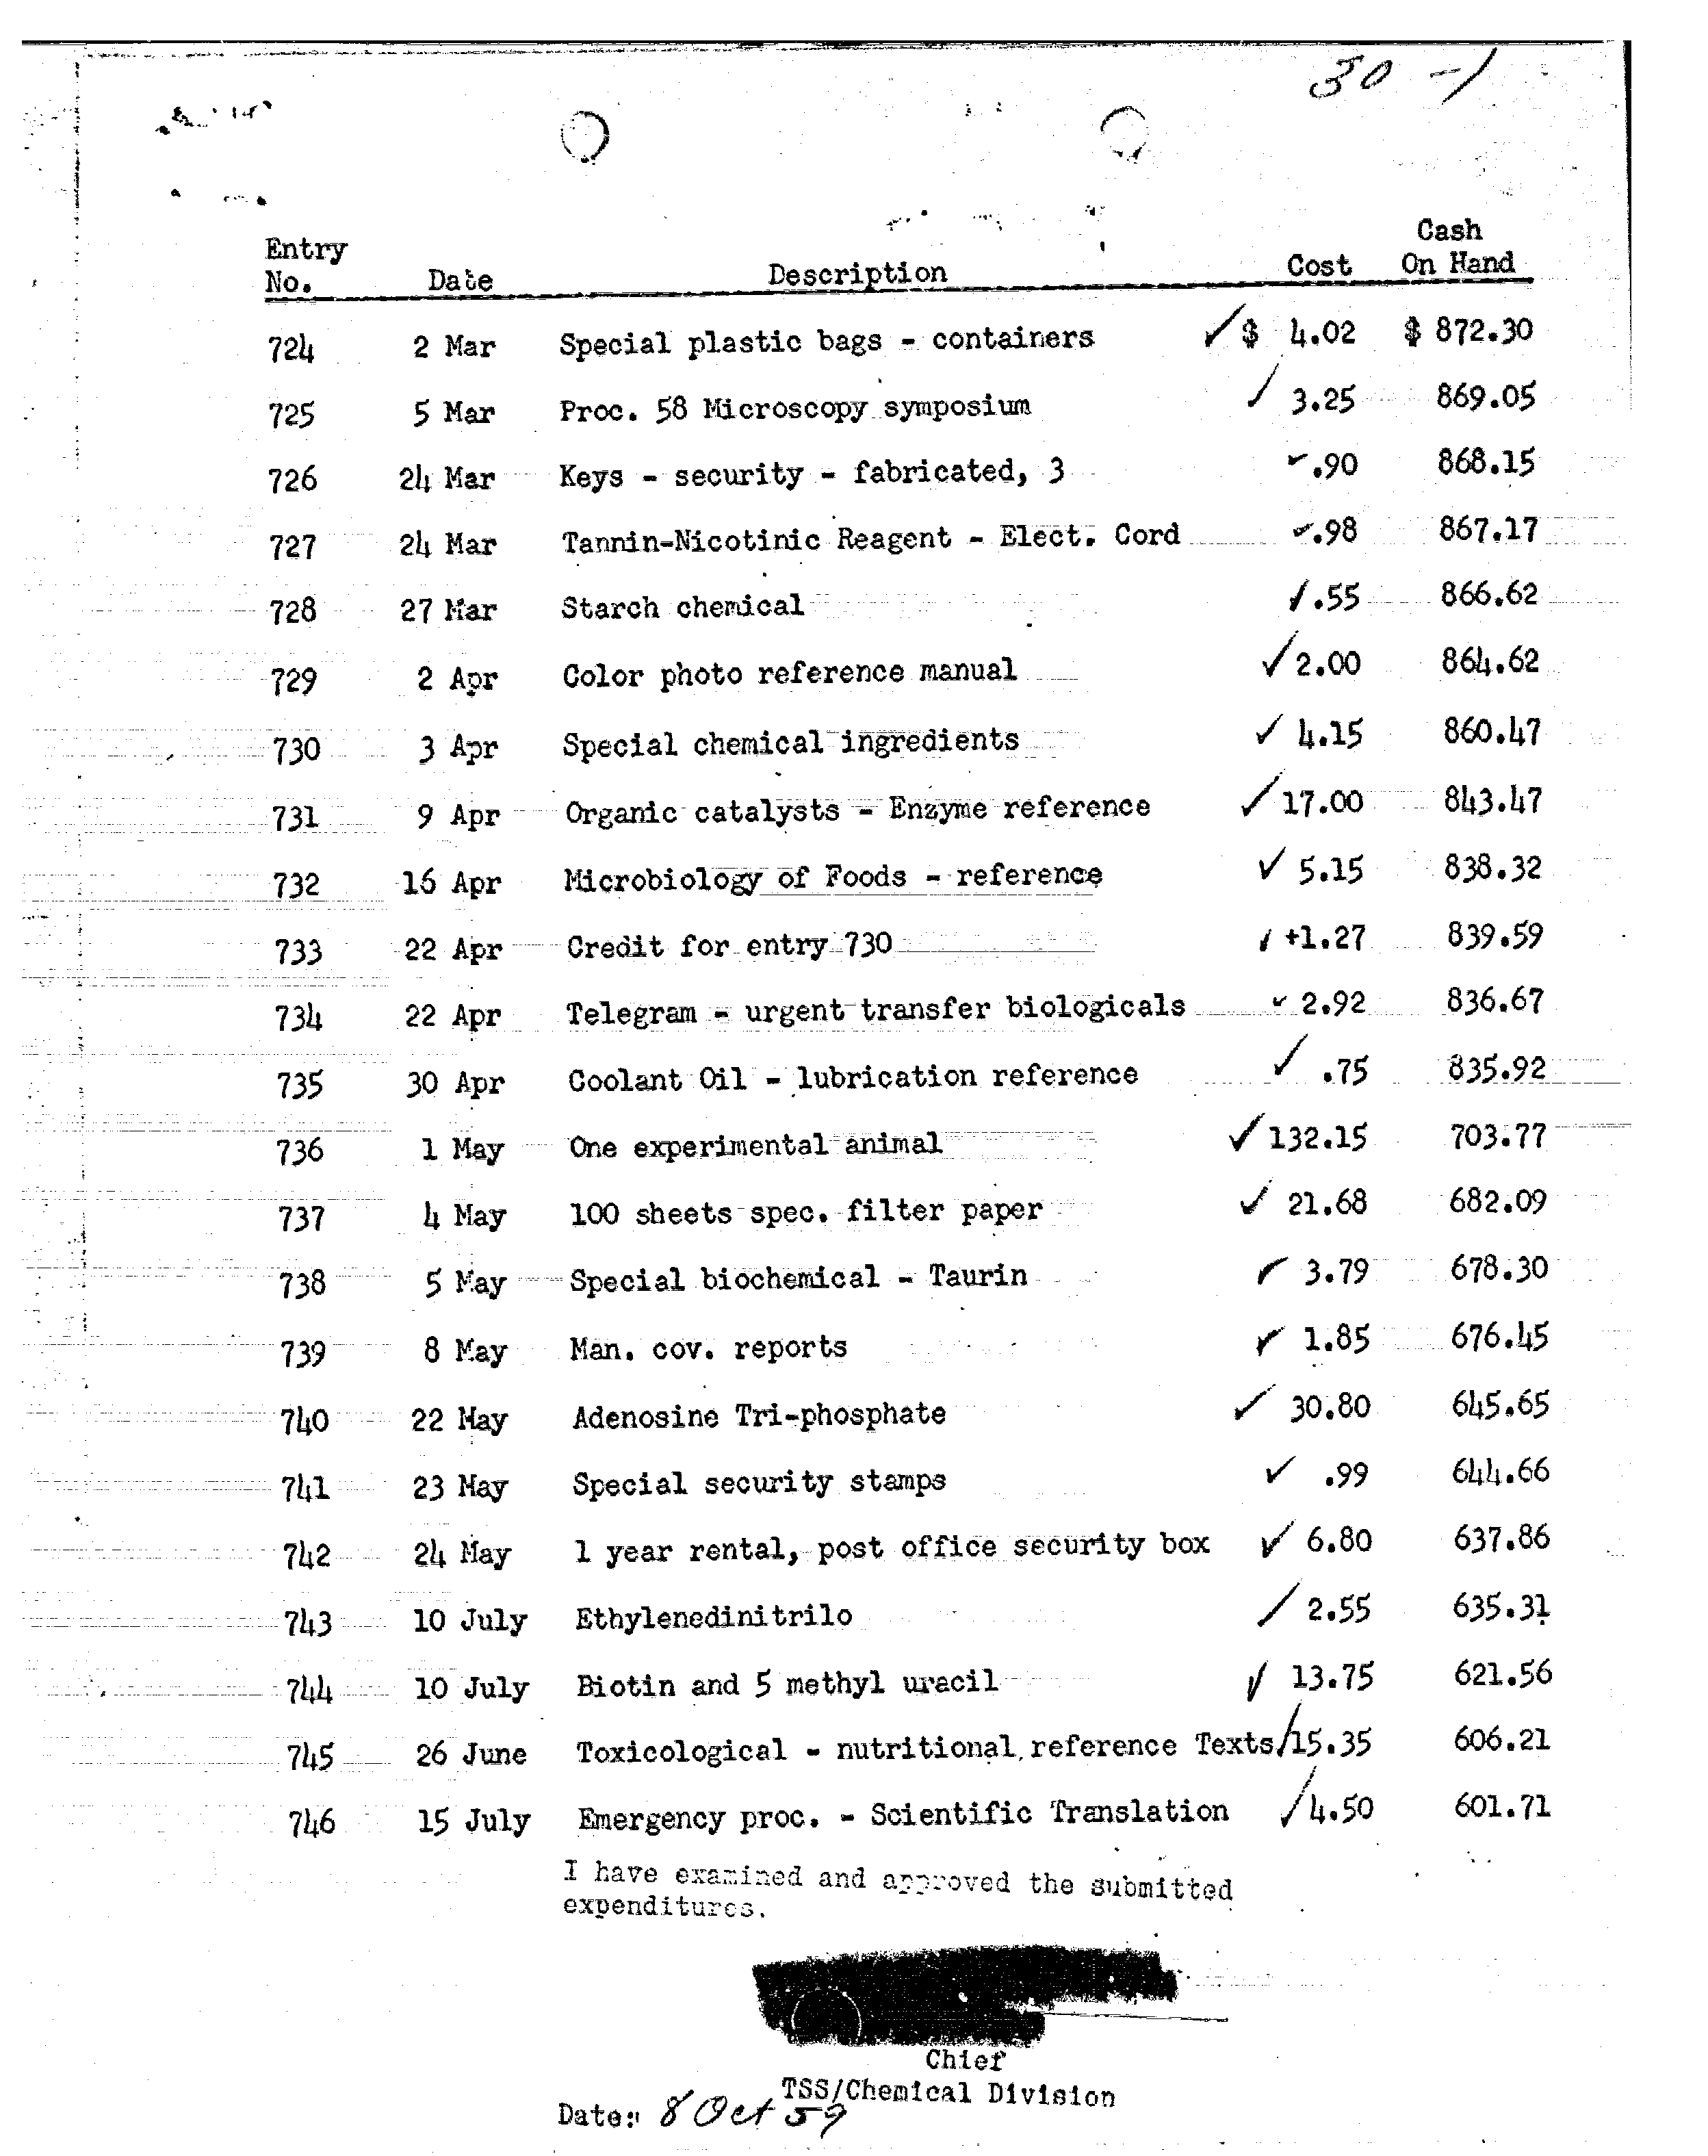 30 -1
Entry No. Date Description Cost Cash On Hand
724 2 Mar Special plastic bags - containers ✓ $ 4.02 $ 872.30
725 5 Mar Proc. 58 Microscopy symposium ✓ 3.25 869.05
726 24 Mar Keys - security - fabricated, 3 ✓ .90 868.15
727 24 Mar Tannin-Nicotinic Reagent - Elect. Cord ✓ .98 867.17
728 27 Mar Starch chemical ✓ .55 866.62
729 2 Apr Color photo reference manual ✓ 2.00 864.62
730 3 Apr Special chemical ingredients ✓ 4.15 860.47
731 9 Apr Organic catalysts - Enzyme reference ✓ 17.00 843.47
732 16 Apr Microbiology of Foods - reference ✓ 5.15 838.32
733 22 Apr Credit for entry 730 ✓ +1.27 839.59
734 22 Apr Telegram - urgent transfer biologicals ✓ 2.92 836.67
735 30 Apr Coolant Oil - lubrication reference ✓ .75 835.92
736 1 May One experimental animal ✓ 132.15 703.77
737 4 May 100 sheets spec. filter paper ✓ 21.68 682.09
738 5 May Special biochemical - Taurin ✓ 3.79 678.30
739 8 May Man. cov. reports ✓ 1.85 676.45
740 22 May Adenosine Tri-phosphate ✓ 30.80 645.65
741 23 May Special security stamps ✓ .99 644.66
742 24 May 1 year rental, post office security box ✓ 6.80 637.86
743 10 July Ethylenedinitrilo ✓ 2.55 635.31
744 10 July Biotin and 5 methyl uracil ✓ 13.75 621.56
745 26 June Toxicological - nutritional reference Texts ✓ 15.35 606.21
746 15 July Emergency proc. - Scientific Translation ✓ 4.50 601.71
I have examined and approved the submitted
expenditures.
Chief
TSS/Chemical Division
Date: 8 Oct 59